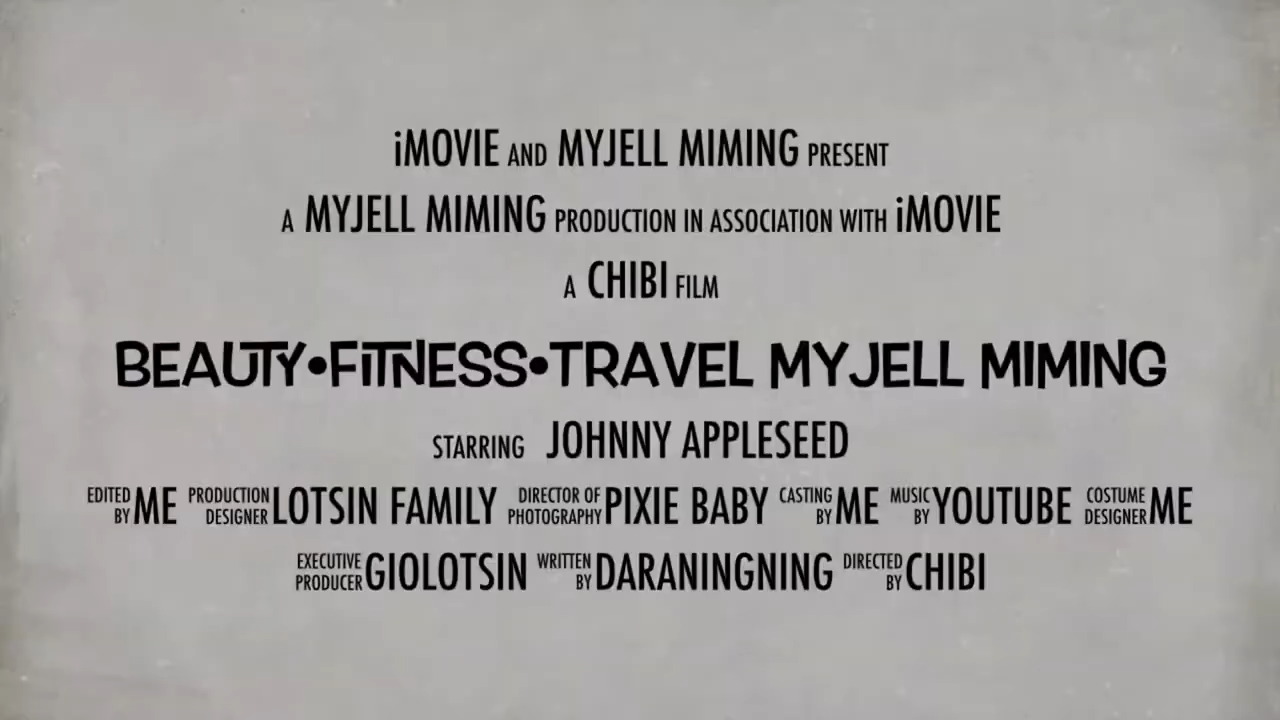 iMOVIE AND MYJELL MIMING PRESENT
A MYJELL MIMING PRODUCTION IN ASSOCIATION WITH iMOVIE
A CHIBI FILM
BEAUTY•FITNESS•TRAVEL MYJELL MIMING
STARRING JOHNNY APPLESEED
EDITED BY ME PRODUCTION DESIGNER LOTSIN FAMILY DIRECTOR OF PHOTOGRAPHY PIXIE BABY CASTING BY ME MUSIC BY YOUTUBE COSTUME DESIGNER ME
EXECUTIVE PRODUCER GIOLOTSIN WRITTEN BY DARANINGNING DIRECTED BY CHIBI